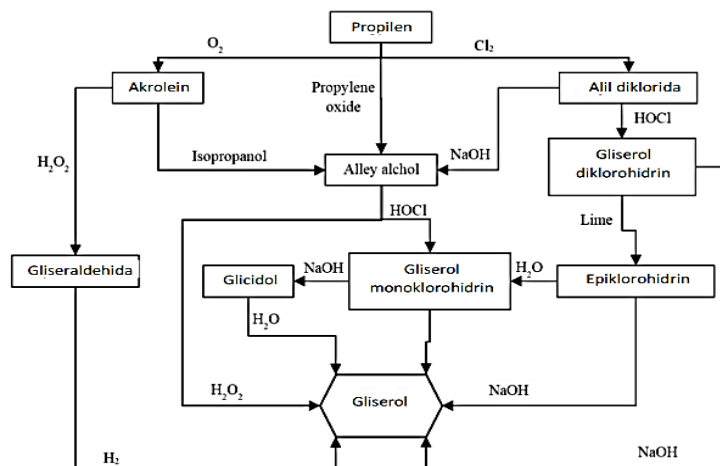 Propilen
O₂
Cl₂
Akrolein
Propylene
oxide
Alil diklorida
HOCl
H₂O₂
Isopropanol
Alley alchol
NaOH
Gliserol
diklorohidrin
HOCl
Lime
Gliseraldehida
Glicidol
NaOH
Gliserol
monoklorohidrin
H₂O
Epiklorohidrin
H₂O
H₂O₂
Gliserol
NaOH
H₂
NaOH